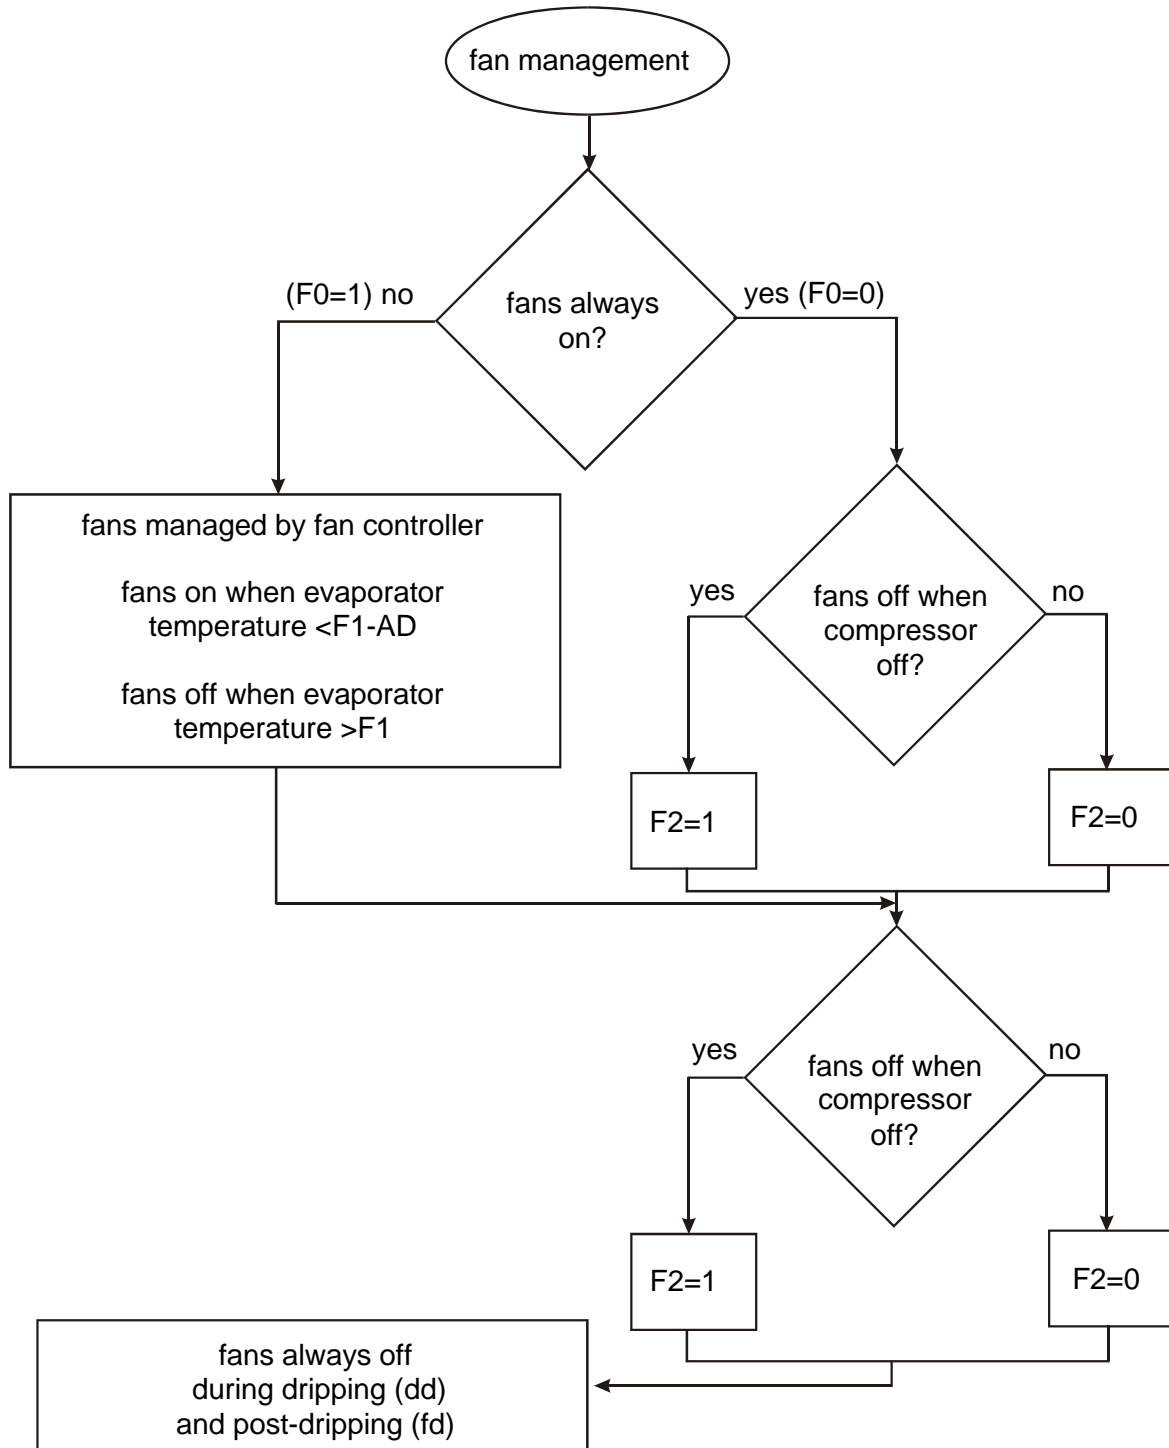 fan management
(F0=1) no
yes (F0=0)
fans always
on?
fans managed by fan controller
fans on when evaporator
temperature <F1-AD
fans off when evaporator
temperature >F1
yes
no
fans off when
compressor
off?
F2=1
F2=0
yes
no
fans off when
compressor
off?
F2=1
F2=0
fans always off
during dripping (dd)
and post-dripping (fd)